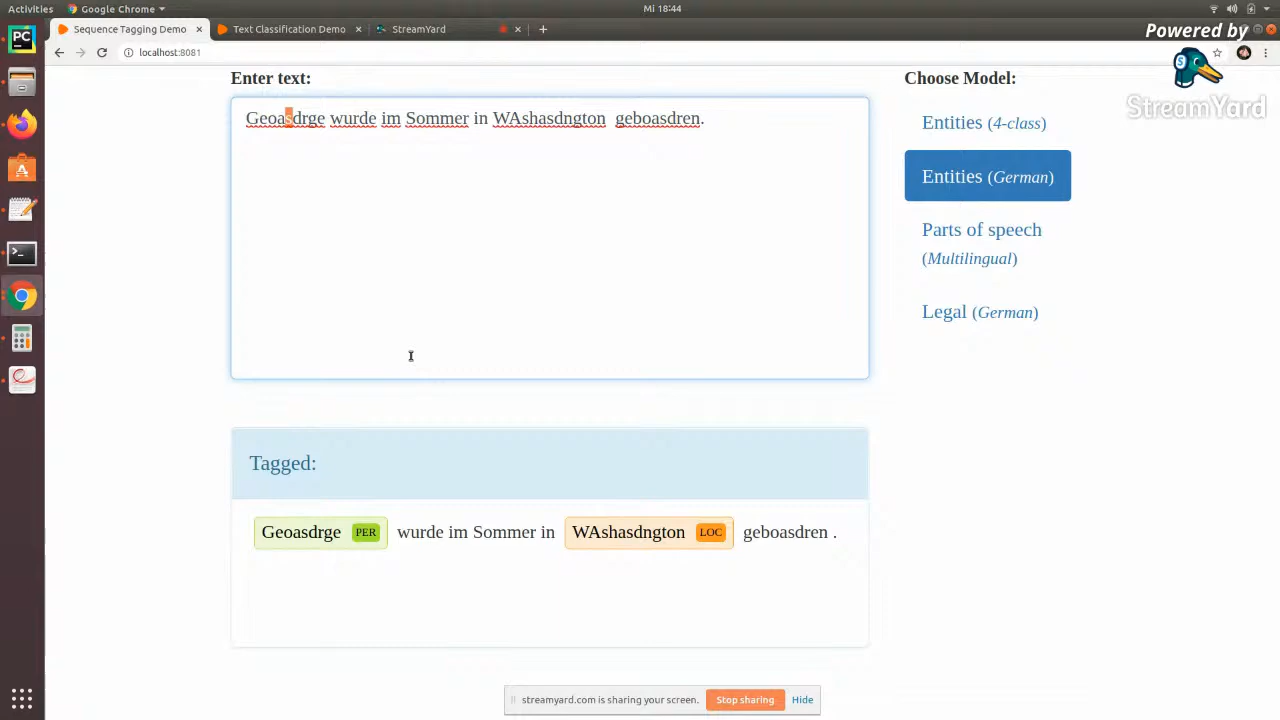 Activities Google Chrome Mi 18:44
Sequence Tagging Demo Text Classification Demo StreamYard
localhost:8081
Powered by
StreamYard
Enter text:
Geoasdrge wurde im Sommer in WAshasdngton geboasdren.
Choose Model:
Entities (4-class)
Entities (German)
Parts of speech
(Multilingual)
Legal (German)
Tagged:
Geoasdrge PER wurde im Sommer in WAshasdngton LOC geboasdren .
streamyard.com is sharing your screen. Stop sharing Hide